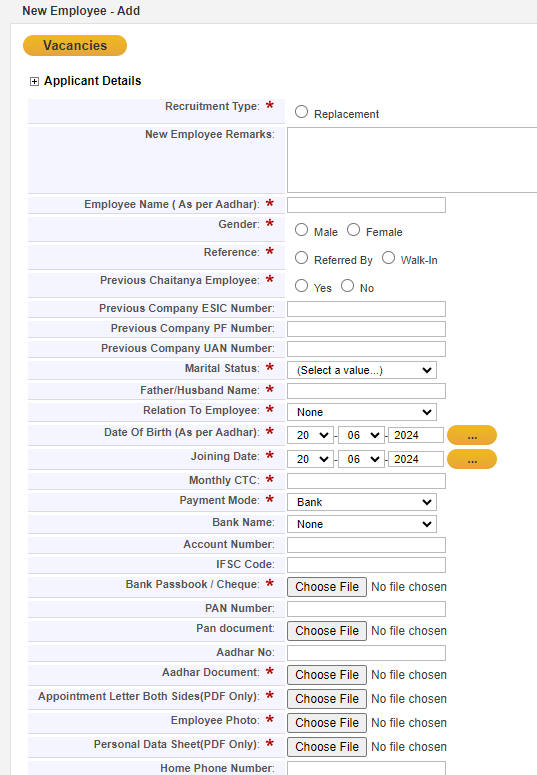 New Employee - Add
Vacancies
Applicant Details
Recruitment Type: * Replacement
New Employee Remarks:
Employee Name ( As per Aadhar): *
Gender: * Male Female
Reference: * Referred By Walk-In
Previous Chaitanya Employee: * Yes No
Previous Company ESIC Number:
Previous Company PF Number:
Previous Company UAN Number:
Marital Status: * (Select a value...)
Father/Husband Name: *
Relation To Employee: * None
Date Of Birth (As per Aadhar): * 20 - 06 - 2024 ...
Joining Date: * 20 - 06 - 2024 ...
Monthly CTC: *
Payment Mode: * Bank
Bank Name: None
Account Number:
IFSC Code:
Bank Passbook / Cheque: * Choose File No file chosen
PAN Number:
Pan document: Choose File No file chosen
Aadhar No:
Aadhar Document: * Choose File No file chosen
Appointment Letter Both Sides(PDF Only): * Choose File No file chosen
Employee Photo: * Choose File No file chosen
Personal Data Sheet(PDF Only): * Choose File No file chosen
Home Phone Number: